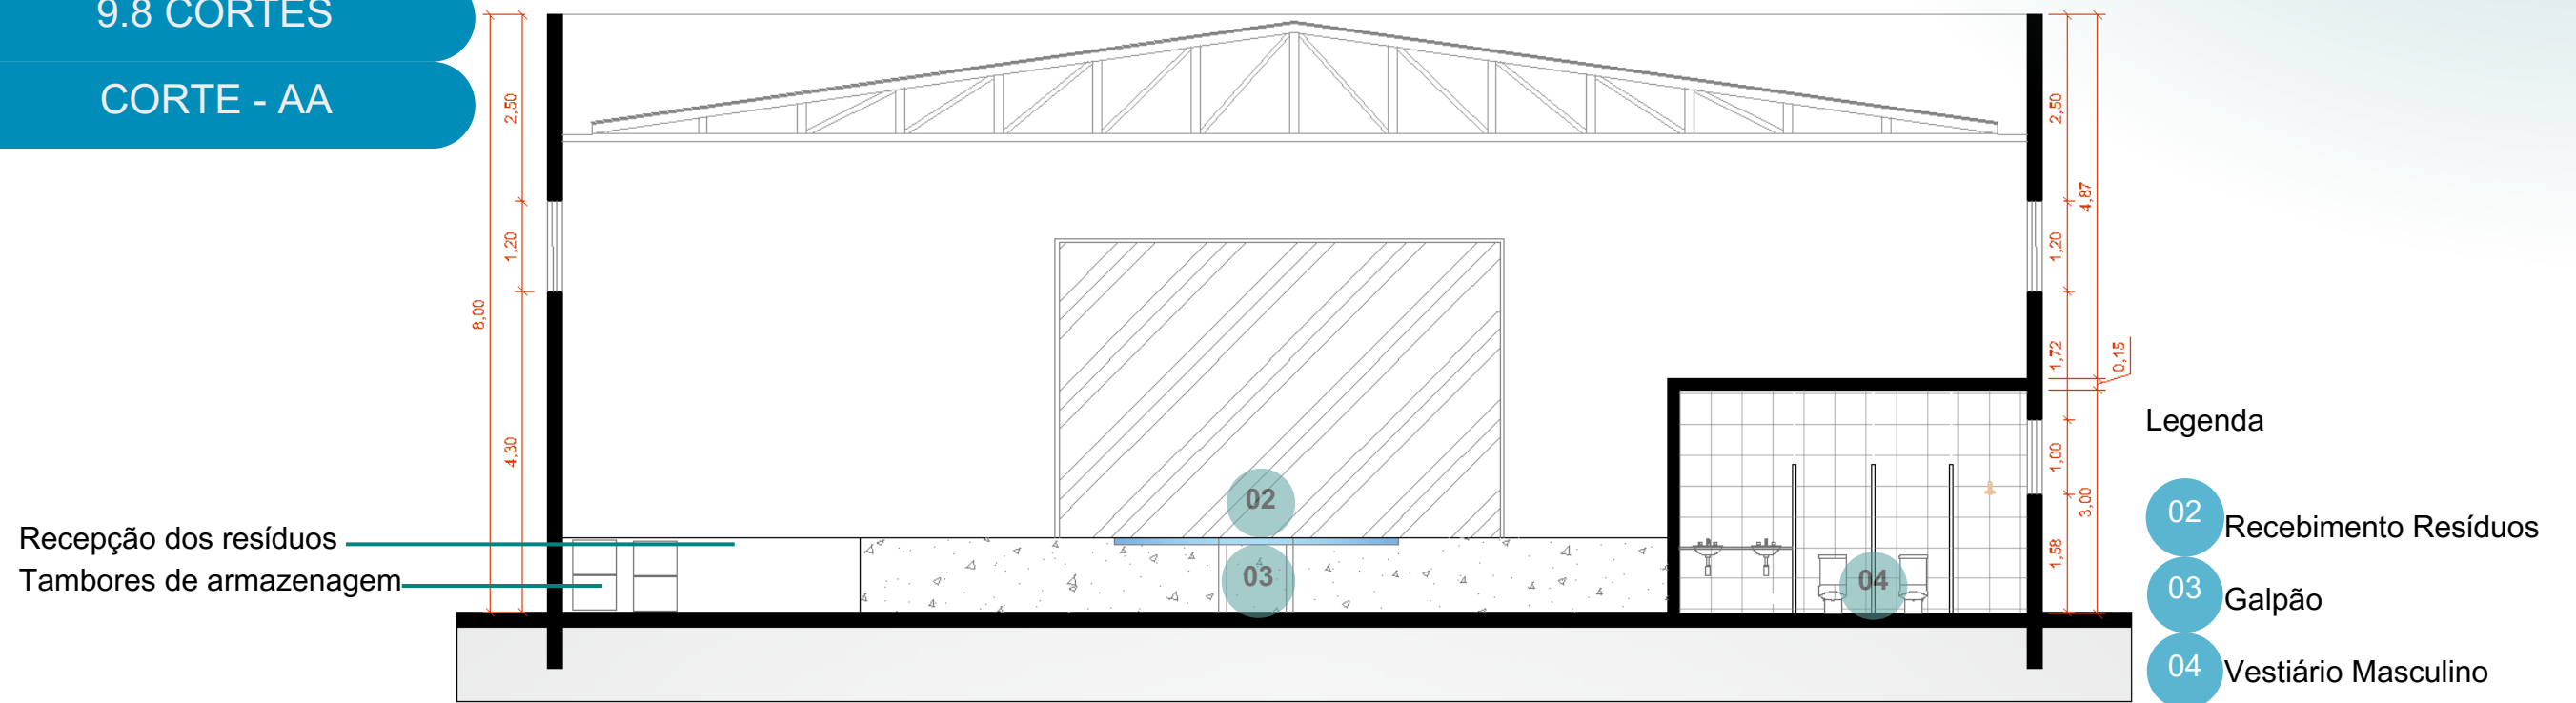 9.8 CORTES
CORTE - AA
2,50
1,20
8,00
4,30
2,50
4,87
1,20
1,72
0,15
1,00
3,00
1,58
02
03
04
Recepção dos resíduos
Tambores de armazenagem
Legenda
02 Recebimento Resíduos
03 Galpão
04 Vestiário Masculino